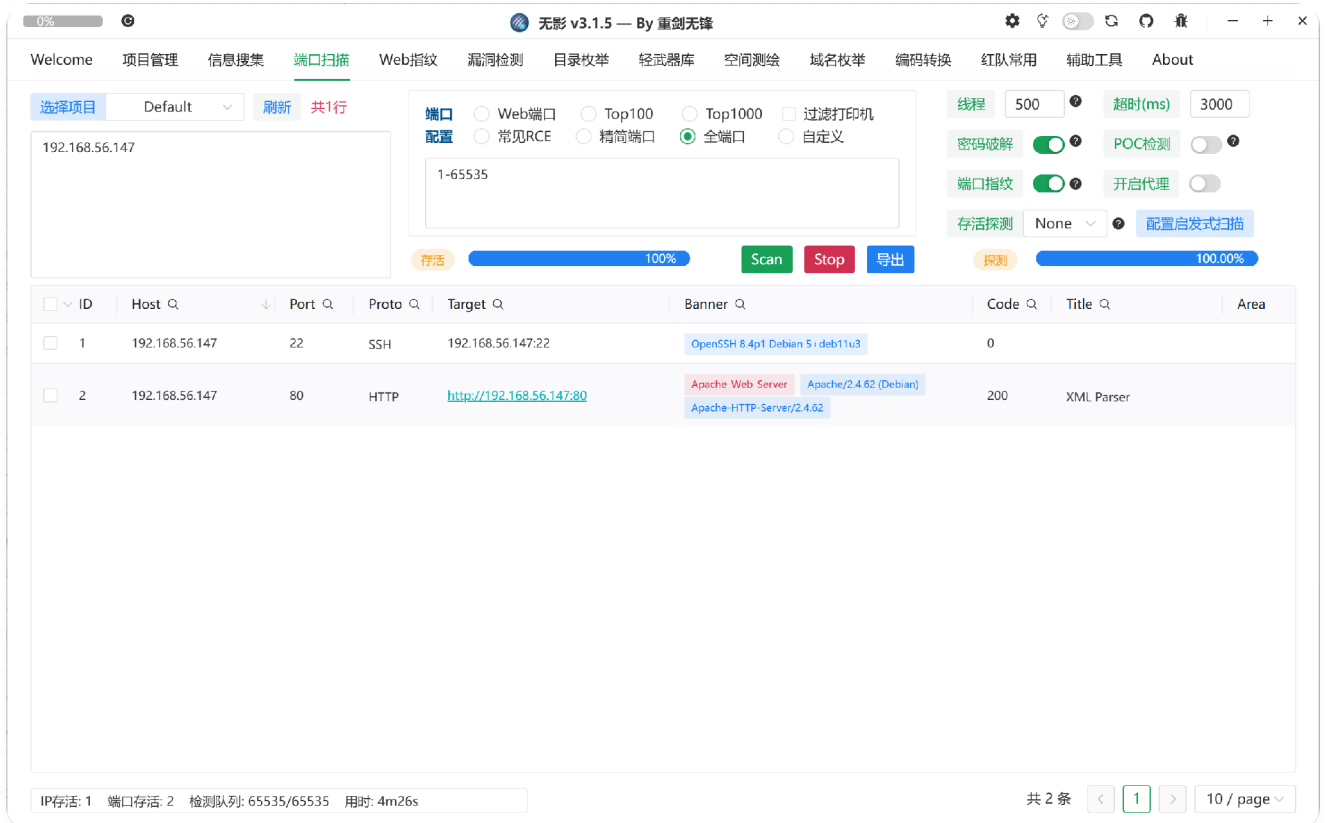 0%
无影 v3.1.5 — By 重剑无锋
Welcome 项目管理 信息搜集 端口扫描 Web指纹 漏洞检测 目录枚举 轻武器库 空间测绘 域名枚举 编码转换 红队常用 辅助工具 About
选择项目 Default 刷新 共1行
192.168.56.147
端口 Web端口 Top100 Top1000 过滤打印机
配置 常见RCE 精简端口 全端口 自定义
1-65535
线程 500 超时(ms) 3000
密码破解 POC检测
端口指纹 开启代理
存活探测 None 配置启发式扫描
存活 100% Scan Stop 导出 探测 100.00%
ID Host Port Proto Target Banner Code Title Area
1 192.168.56.147 22 SSH 192.168.56.147:22 OpenSSH 8.4p1 Debian 5+deb11u3 0
2 192.168.56.147 80 HTTP http://192.168.56.147:80 Apache-Web-Server Apache/2.4.62 (Debian) 200 XML Parser
Apache-HTTP-Server/2.4.62
IP存活: 1 端口存活: 2 检测队列: 65535/65535 用时: 4m26s
共 2 条 1 10 / page